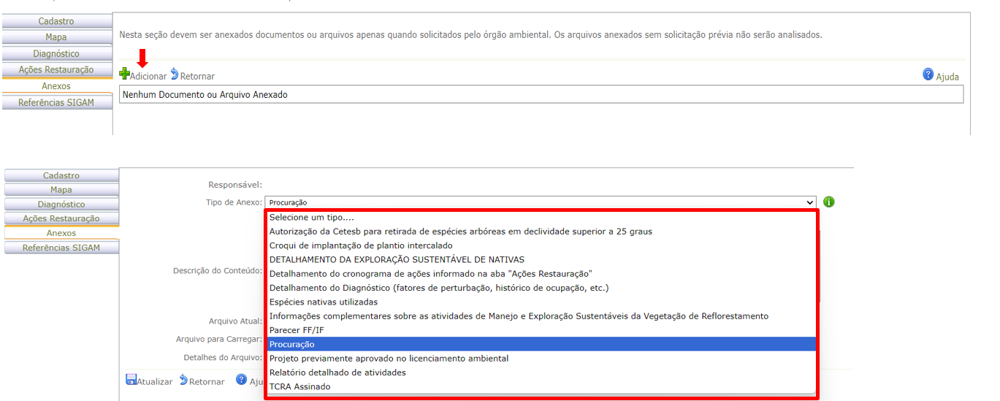 Cadastro
Mapa
Diagnóstico
Ações Restauração
Anexos
Referências SIGAM
Nesta seção devem ser anexados documentos ou arquivos apenas quando solicitados pelo órgão ambiental. Os arquivos anexados sem solicitação prévia não serão analisados.
Adicionar Retornar
Ajuda
Nenhum Documento ou Arquivo Anexado
Cadastro
Mapa
Diagnóstico
Ações Restauração
Anexos
Referências SIGAM
Responsável:
Tipo de Anexo: Procuração
Selecione um tipo....
Autorização da Cetesb para retirada de espécies arbóreas em declividade superior a 25 graus
Croqui de implantação de plantio intercalado
DETALHAMENTO DA EXPLORAÇÃO SUSTENTÁVEL DE NATIVAS
Detalhamento do cronograma de ações informado na aba "Ações Restauração"
Detalhamento do Diagnóstico (fatores de perturbação, histórico de ocupação, etc.)
Espécies nativas utilizadas
Informações complementares sobre as atividades de Manejo e Exploração Sustentáveis da Vegetação de Reflorestamento
Parecer FF/IF
Procuração
Projeto previamente aprovado no licenciamento ambiental
Relatório detalhado de atividades
TCRA Assinado
Descrição do Conteúdo:
Arquivo Atual:
Arquivo para Carregar:
Detalhes do Arquivo:
Atualizar Retornar Aju